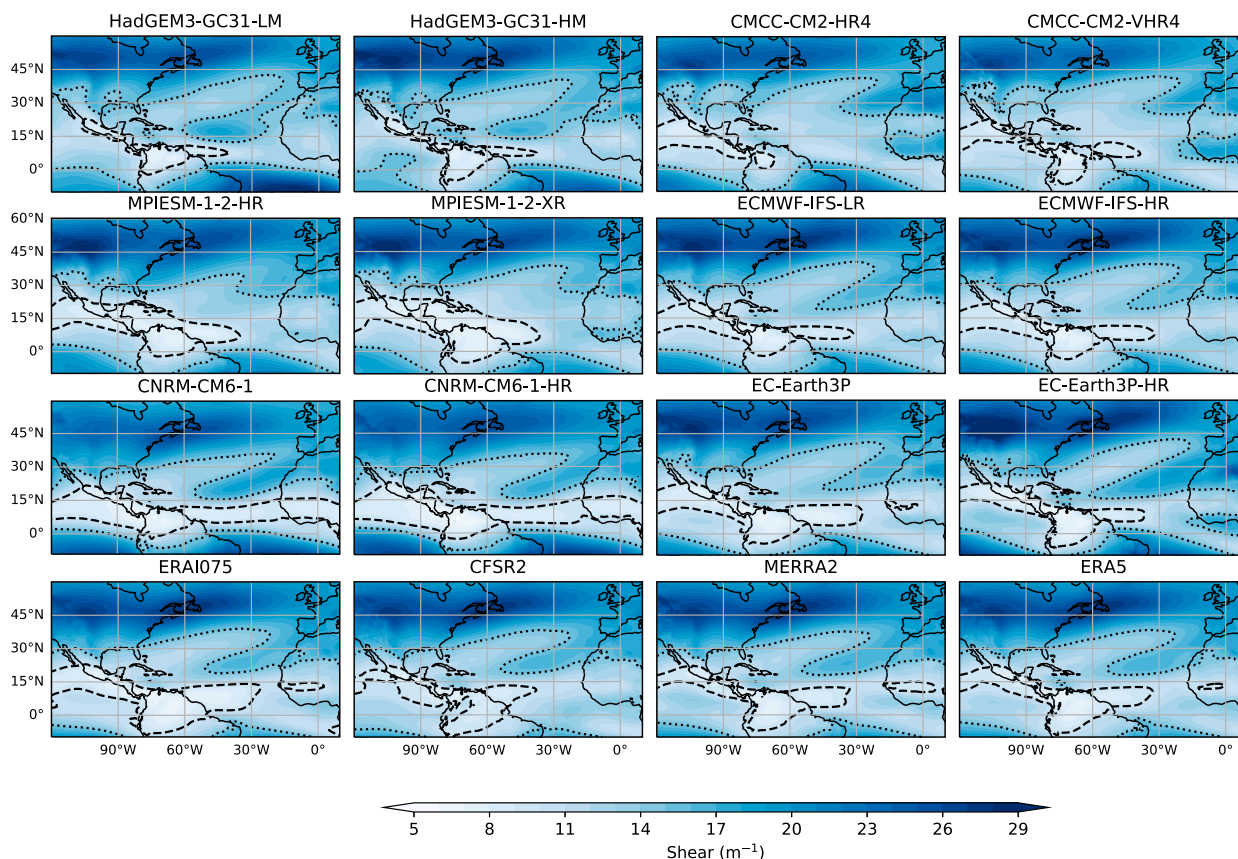 HadGEM3-GC31-LM HadGEM3-GC31-HM CMCC-CM2-HR4 CMCC-CM2-VHR4
45°N
30°N
15°N
0°
MPIESM-1-2-HR MPIESM-1-2-XR ECMWF-IFS-LR ECMWF-IFS-HR
60°N
45°N
30°N
15°N
0°
CNRM-CM6-1 CNRM-CM6-1-HR EC-Earth3P EC-Earth3P-HR
45°N
30°N
15°N
0°
ERAI075 CFSR2 MERRA2 ERA5
45°N
30°N
15°N
0°
90°W 60°W 30°W 0° 90°W 60°W 30°W 0° 90°W 60°W 30°W 0° 90°W 60°W 30°W 0°
5 8 11 14 17 20 23 26 29
Shear (m⁻¹)